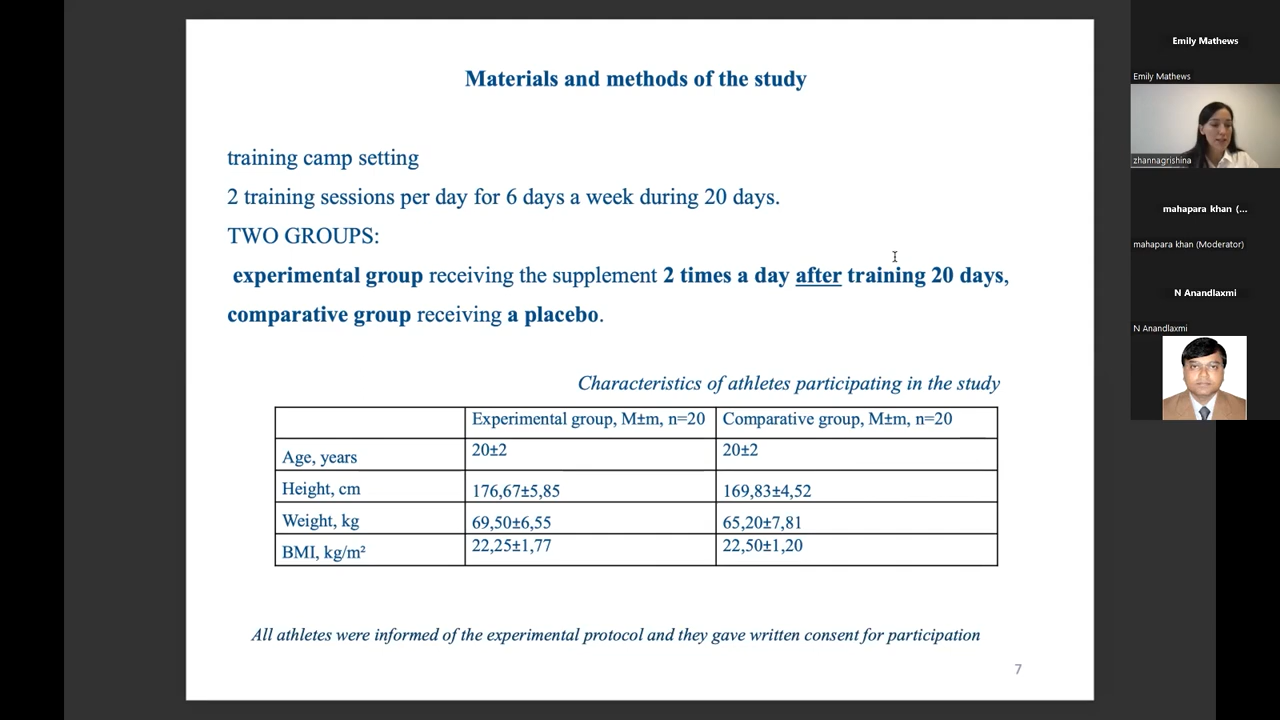 Materials and methods of the study
training camp setting
2 training sessions per day for 6 days a week during 20 days.
TWO GROUPS:
experimental group receiving the supplement 2 times a day after training 20 days,
comparative group receiving a placebo.
Characteristics of athletes participating in the study
Experimental group, M±m, n=20 Comparative group, M±m, n=20
Age, years 20±2 20±2
Height, cm 176,67±5,85 169,83±4,52
Weight, kg 69,50±6,55 65,20±7,81
BMI, kg/m² 22,25±1,77 22,50±1,20
All athletes were informed of the experimental protocol and they gave written consent for participation
7
Emily Mathews
Emily Mathews
zhannagrishina
mahapara khan (...
mahapara khan (Moderator)
N Anandlaxmi
N Anandlaxmi